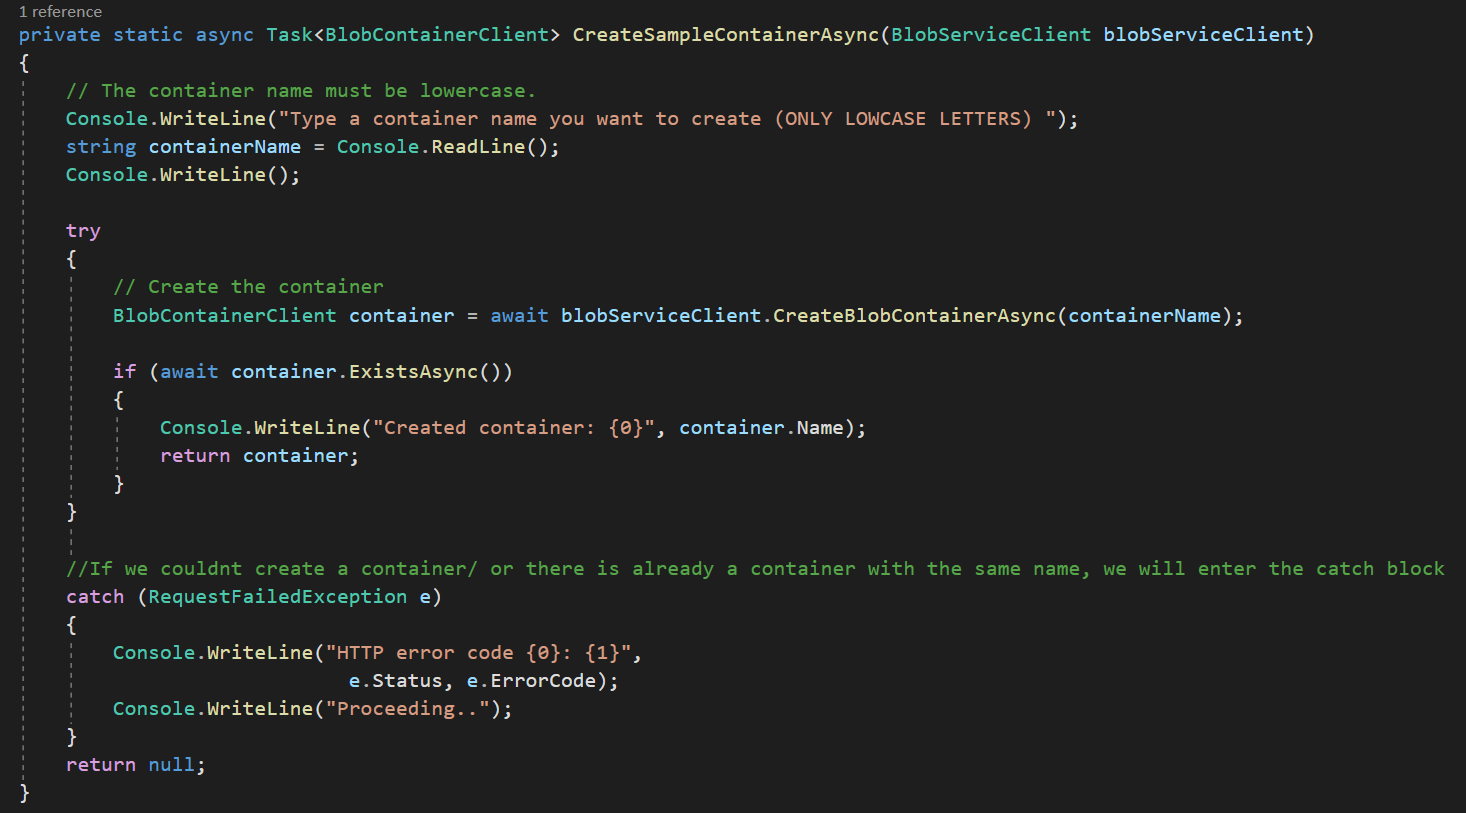 1 reference
private static async Task<BlobContainerClient> CreateSampleContainerAsync(BlobServiceClient blobServiceClient)
{
    // The container name must be lowercase.
    Console.WriteLine("Type a container name you want to create (ONLY LOWCASE LETTERS) ");
    string containerName = Console.ReadLine();
    Console.WriteLine();

    try
    {
        // Create the container
        BlobContainerClient container = await blobServiceClient.CreateBlobContainerAsync(containerName);

        if (await container.ExistsAsync())
        {
            Console.WriteLine("Created container: {0}", container.Name);
            return container;
        }
    }

    //If we couldnt create a container/ or there is already a container with the same name, we will enter the catch block
    catch (RequestFailedException e)
    {
        Console.WriteLine("HTTP error code {0}: {1}",
                            e.Status, e.ErrorCode);
        Console.WriteLine("Proceeding..");
    }
    return null;
}